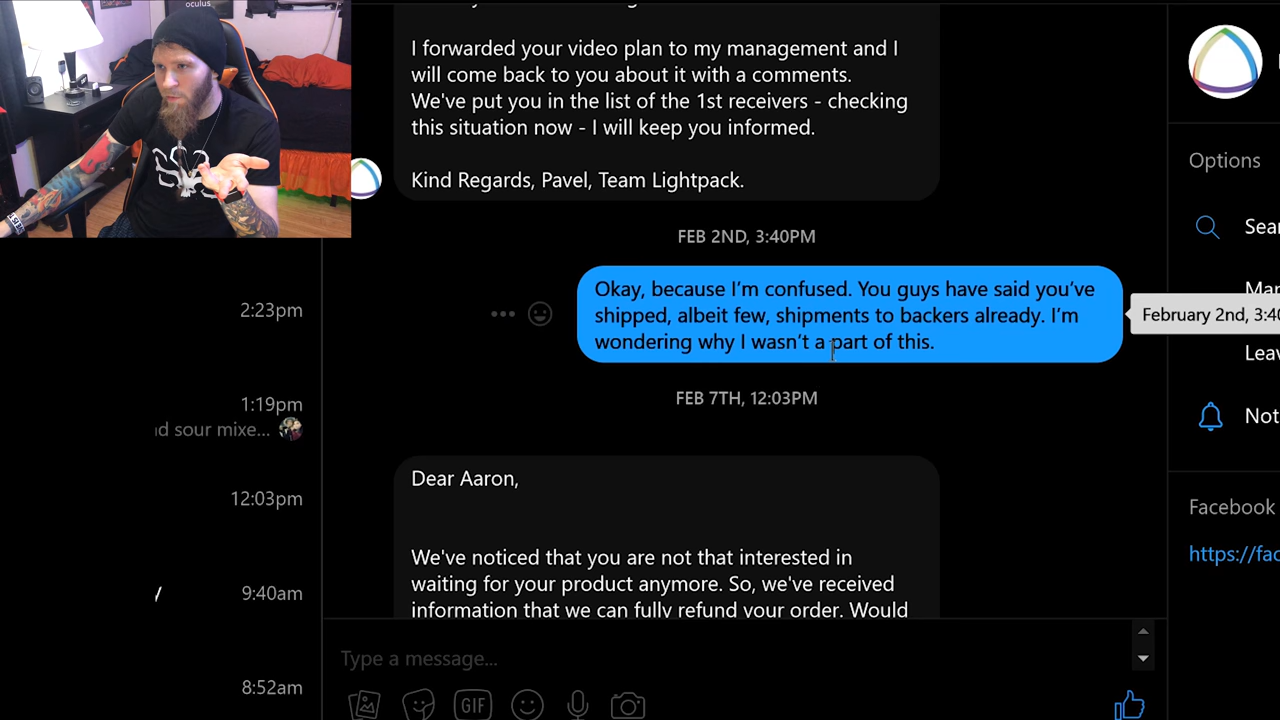 oculus
I forwarded your video plan to my management and I
will come back to you about it with a comments.
We've put you in the list of the 1st receivers - checking
this situation now - I will keep you informed.
Kind Regards, Pavel, Team Lightpack.
FEB 2ND, 3:40PM
Okay, because I'm confused. You guys have said you've
shipped, albeit few, shipments to backers already. I'm
wondering why I wasn't a part of this.
February 2nd, 3:40
FEB 7TH, 12:03PM
Dear Aaron,
We've noticed that you are not that interested in
waiting for your product anymore. So, we've received
information that we can fully refund your order. Would
Type a message...
GIF
2:23pm
1:19pm
d sour mixe...
12:03pm
9:40am
8:52am
Options
Sea
Leav
Not
Facebook
https://fac